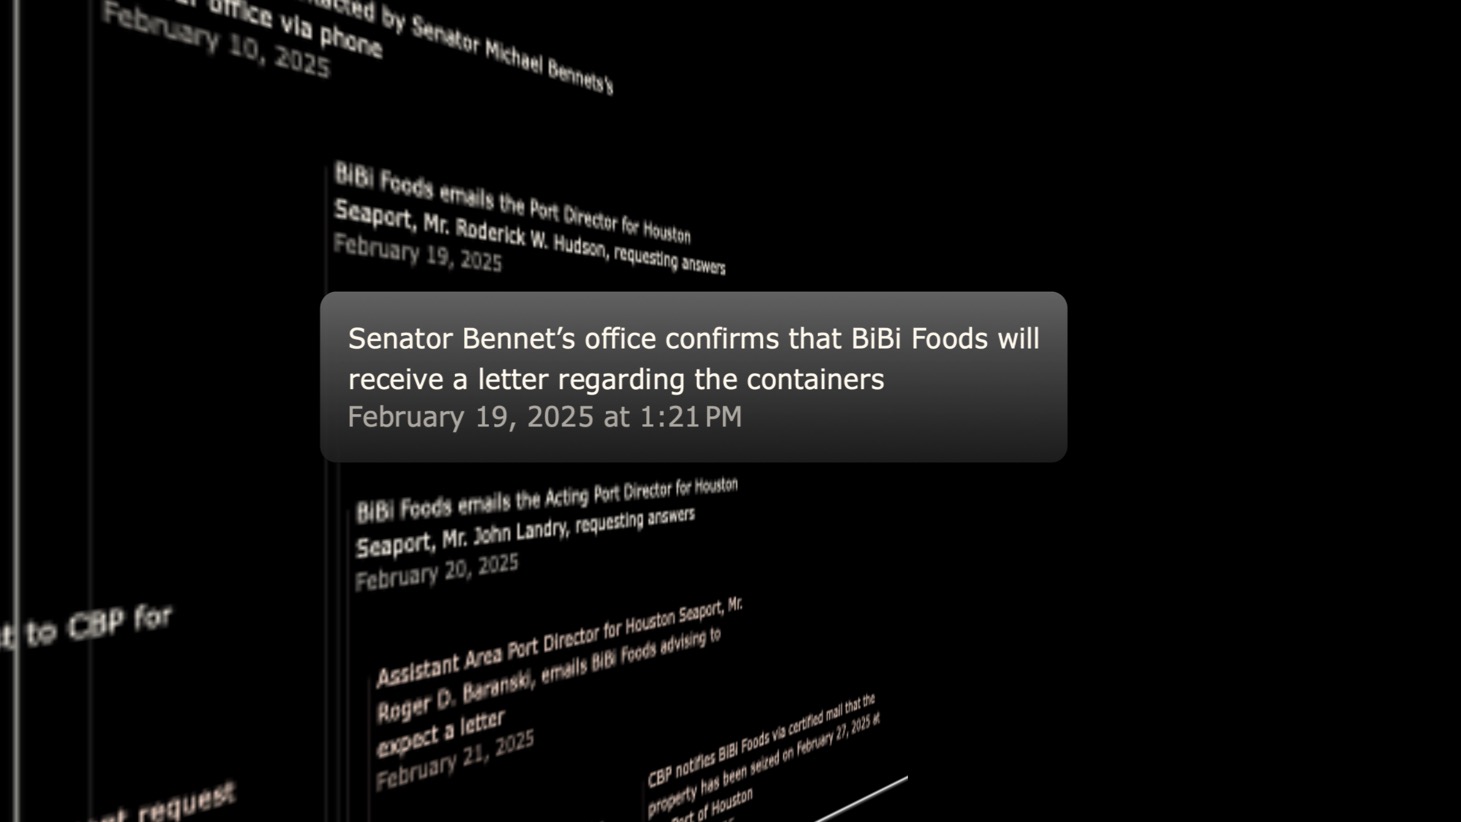 acted by Senator Michael Bennets's
office via phone
February 10, 2025
BiBi Foods emails the Port Director for Houston
Seaport, Mr. Roderick W. Hudson, requesting answers
February 19, 2025
Senator Bennet’s office confirms that BiBi Foods will
receive a letter regarding the containers
February 19, 2025 at 1:21 PM
BiBi Foods emails the Acting Port Director for Houston
Seaport, Mr. John Landry, requesting answers
February 20, 2025
to CBP for
Assistant Area Port Director for Houston Seaport, Mr.
Roger D. Baranski, emails BiBi Foods advising to
expect a letter
February 21, 2025
CBP notifies BiBi Foods via certified mail that the
property has been seized on February 27, 2025 at
Port of Houston
request